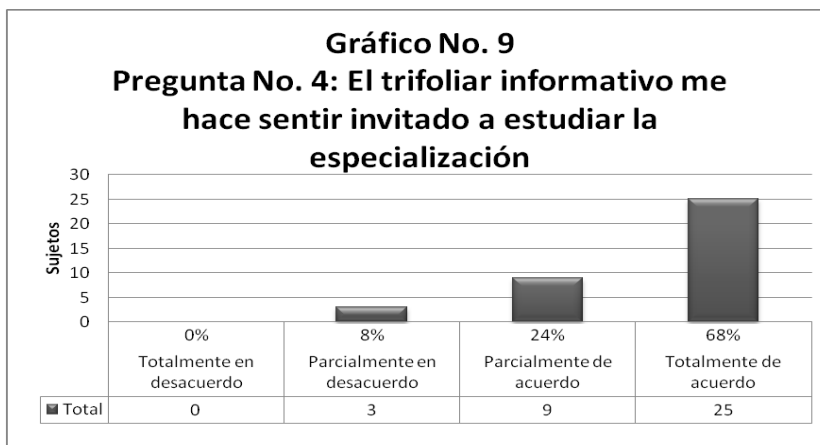 Gráfico No. 9
Pregunta No. 4: El trifoliar informativo me
hace sentir invitado a estudiar la
especialización
Sujetos
30
25
20
15
10
5
0
0% 8% 24% 68%
Totalmente en Parcialmente en Parcialmente de Totalmente de
desacuerdo desacuerdo acuerdo acuerdo
Total 0 3 9 25